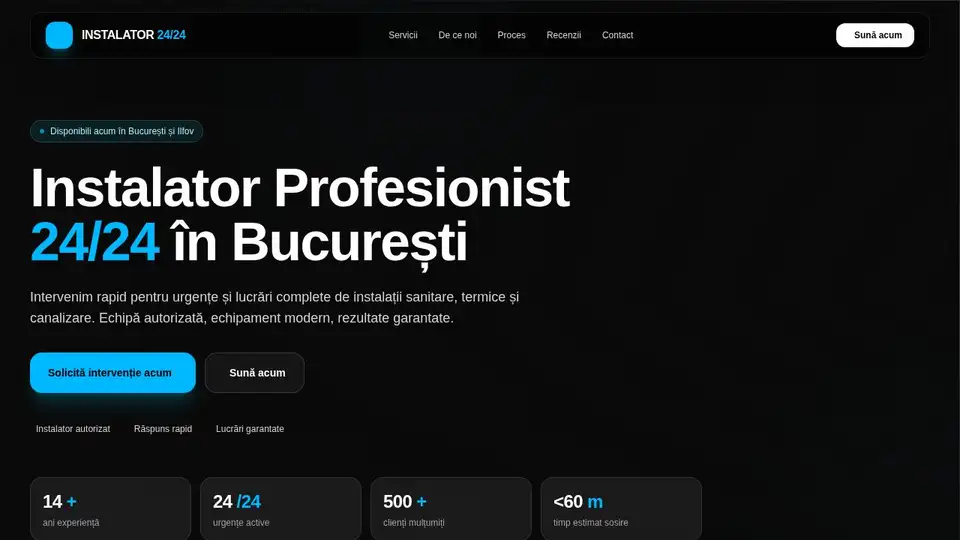 INSTALATOR 24/24
Servicii
De ce noi
Proces
Recenzii
Contact
Sună acum
Disponibili acum în București și Ilfov
Instalator Profesionist
24/24 în București
Intervenim rapid pentru urgențe și lucrări complete de instalații sanitare, termice și
canalizare. Echipă autorizată, echipament modern, rezultate garantate.
Solicită intervenție acum
Sună acum
Instalator autorizat
Răspuns rapid
Lucrări garantate
14 +
ani experiență
24 /24
urgențe active
500 +
clienți mulțumiți
<60 m
timp estimat sosire